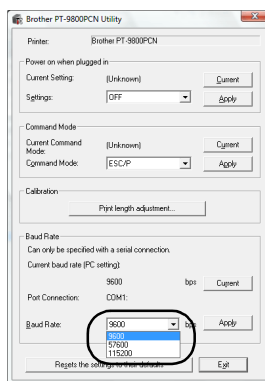 Brother PT-9800PCN Utility
Printer: Brother PT-9800PCN
Power on when plugged in
Current Setting: (Unknown) Current
Settings: OFF Apply
Command Mode
Current Command Mode: (Unknown) Current
Command Mode: ESC/P Apply
Calibration
Print length adjustment...
Baud Rate
Can only be specified with a serial connection.
Current baud rate (PC setting):
9600 bps Current
Port Connection: COM1:
Baud Rate: 9600 bps Apply
9600
57600
115200
Resets the settings to their defaults Exit